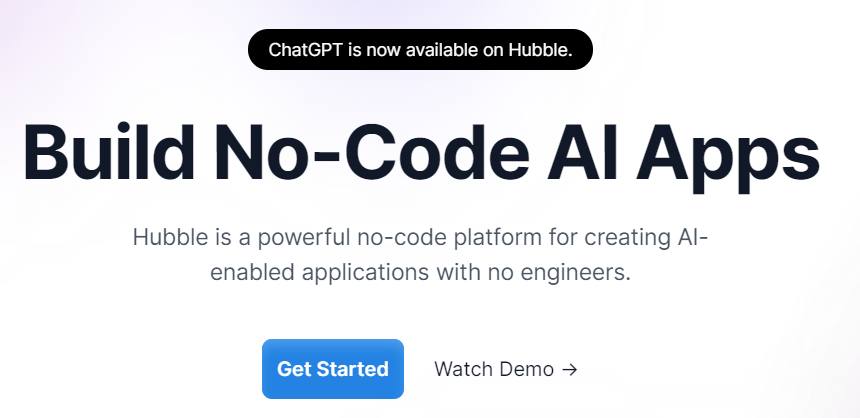 ChatGPT is now available on Hubble.
Build No-Code AI Apps
Hubble is a powerful no-code platform for creating AI-
enabled applications with no engineers.
Get Started
Watch Demo →